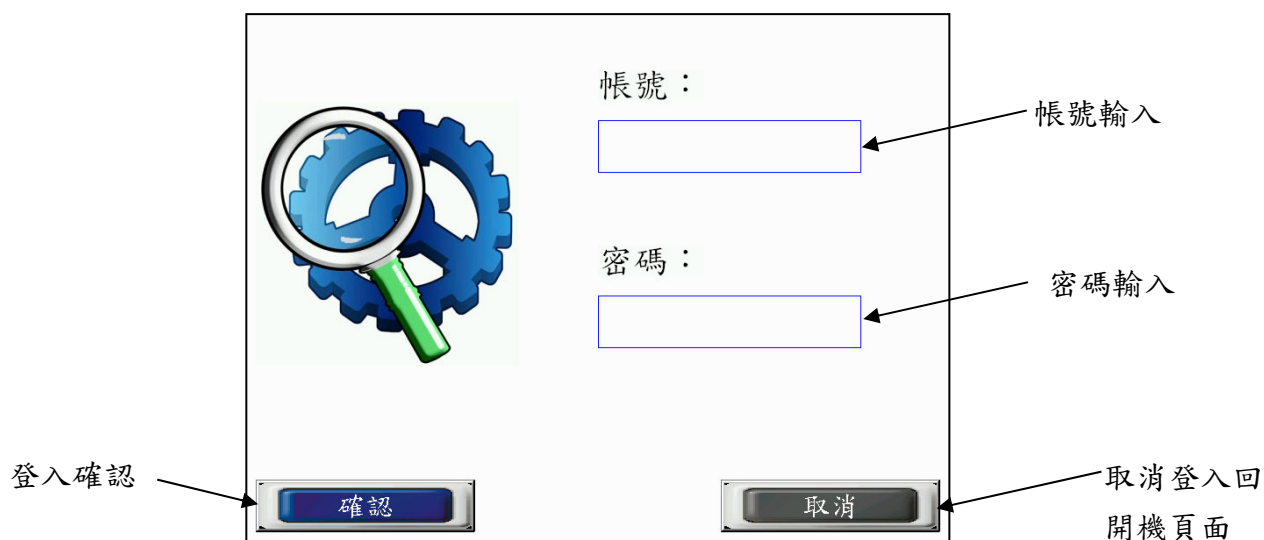 帳號：
帳號輸入
密碼：
密碼輸入
登入確認
確認
取消
取消登入回
開機頁面